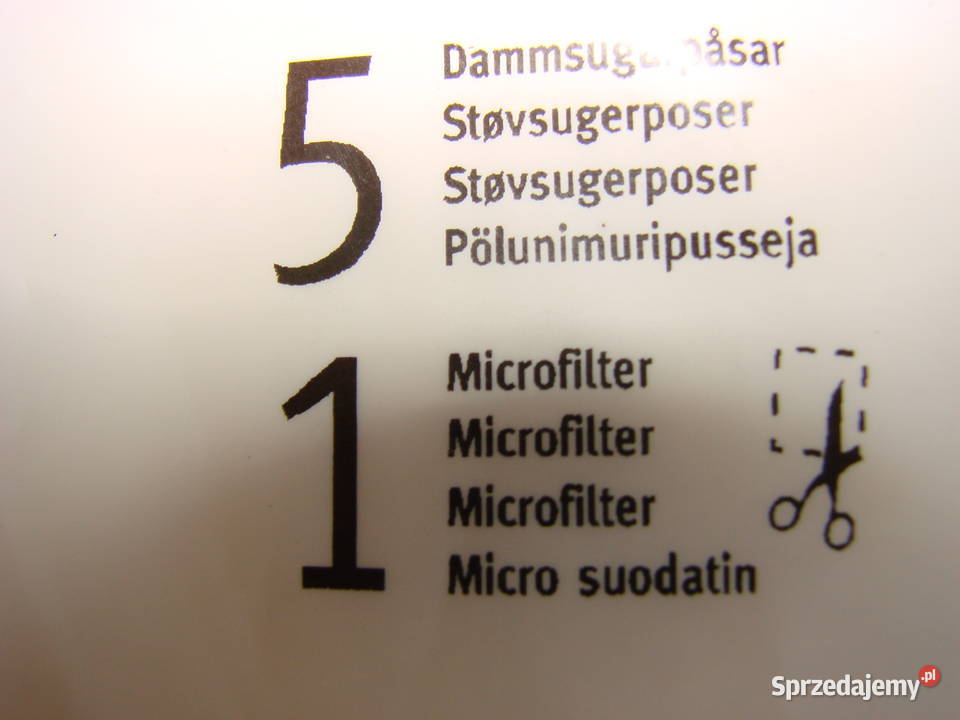 5
Dammsugarpåsar
Støvsugerposer
Støvsugerposer
Pölunimuripusseja
1
Microfilter
Microfilter
Microfilter
Micro suodatin
Sprzedajemy.pl